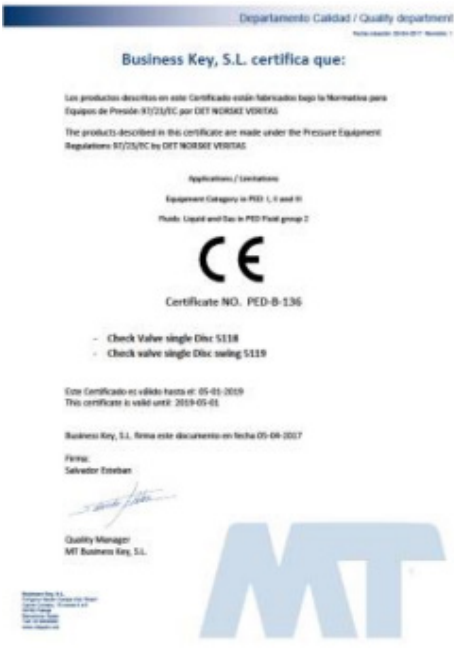 Departamento Calidad / Quality department
Business Key, S.L. certifica que:
Los productos descritos en este Certificado están fabricados bajo la Normativa para
Equipos de Presión 97/23/EC por DET NORSKE VERITAS
The products described in this certificate are made under the Pressure Equipment
Regulations 97/23/EC by DET NORSKE VERITAS
Applications / Limitations
Equipment Category in PED I, II and III
Fluids: Liquid and Gas in PED Fluid group 2
CE
Certificate NO. PED-B-136
- Check Valve single Disc 5118
- Check valve single Disc swing 5119
Este Certificado es válido hasta el: 05-01-2019
This certificate is valid until: 2019-05-01
Business Key, S.L. firma este documento en fecha 05-04-2017
Firma:
Salvador Esteban
Quality Manager
MT Business Key, S.L.
MT
Business Key, S.L.